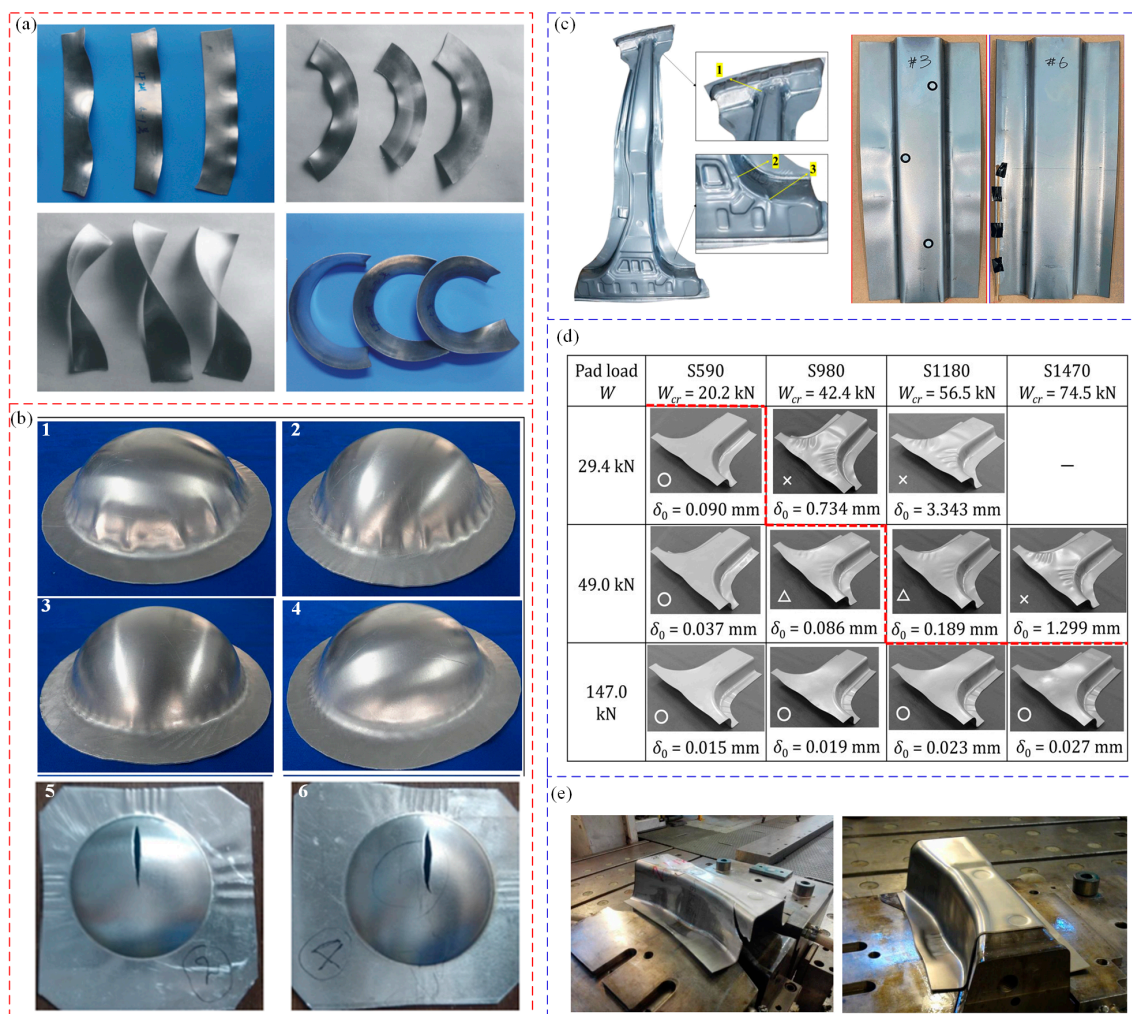 (a)
(b)
1
2
3
4
5
6
(c)
1
2
3
#3
#6
(d)
Pad load W
S590 W_cr = 20.2 kN
S980 W_cr = 42.4 kN
S1180 W_cr = 56.5 kN
S1470 W_cr = 74.5 kN
29.4 kN
○
×
×
–
δ₀ = 0.090 mm
δ₀ = 0.734 mm
δ₀ = 3.343 mm
49.0 kN
○
△
△
×
δ₀ = 0.037 mm
δ₀ = 0.086 mm
δ₀ = 0.189 mm
δ₀ = 1.299 mm
147.0 kN
○
○
○
○
δ₀ = 0.015 mm
δ₀ = 0.019 mm
δ₀ = 0.023 mm
δ₀ = 0.027 mm
(e)